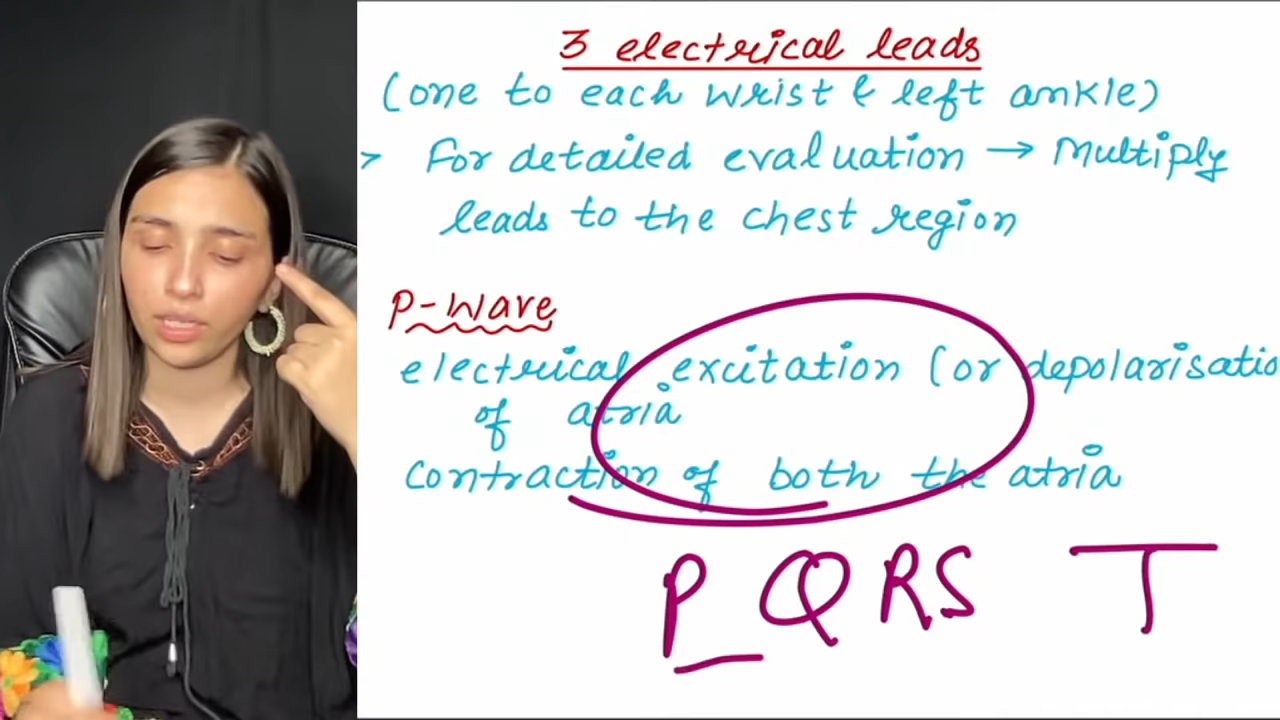 3 electrical leads
(one to each wrist & left ankle)
> For detailed evaluation → Multiply
leads to the chest region
P-wave
electrical excitation (or depolarisatio
of atria
contraction of both the atria
P QRS T